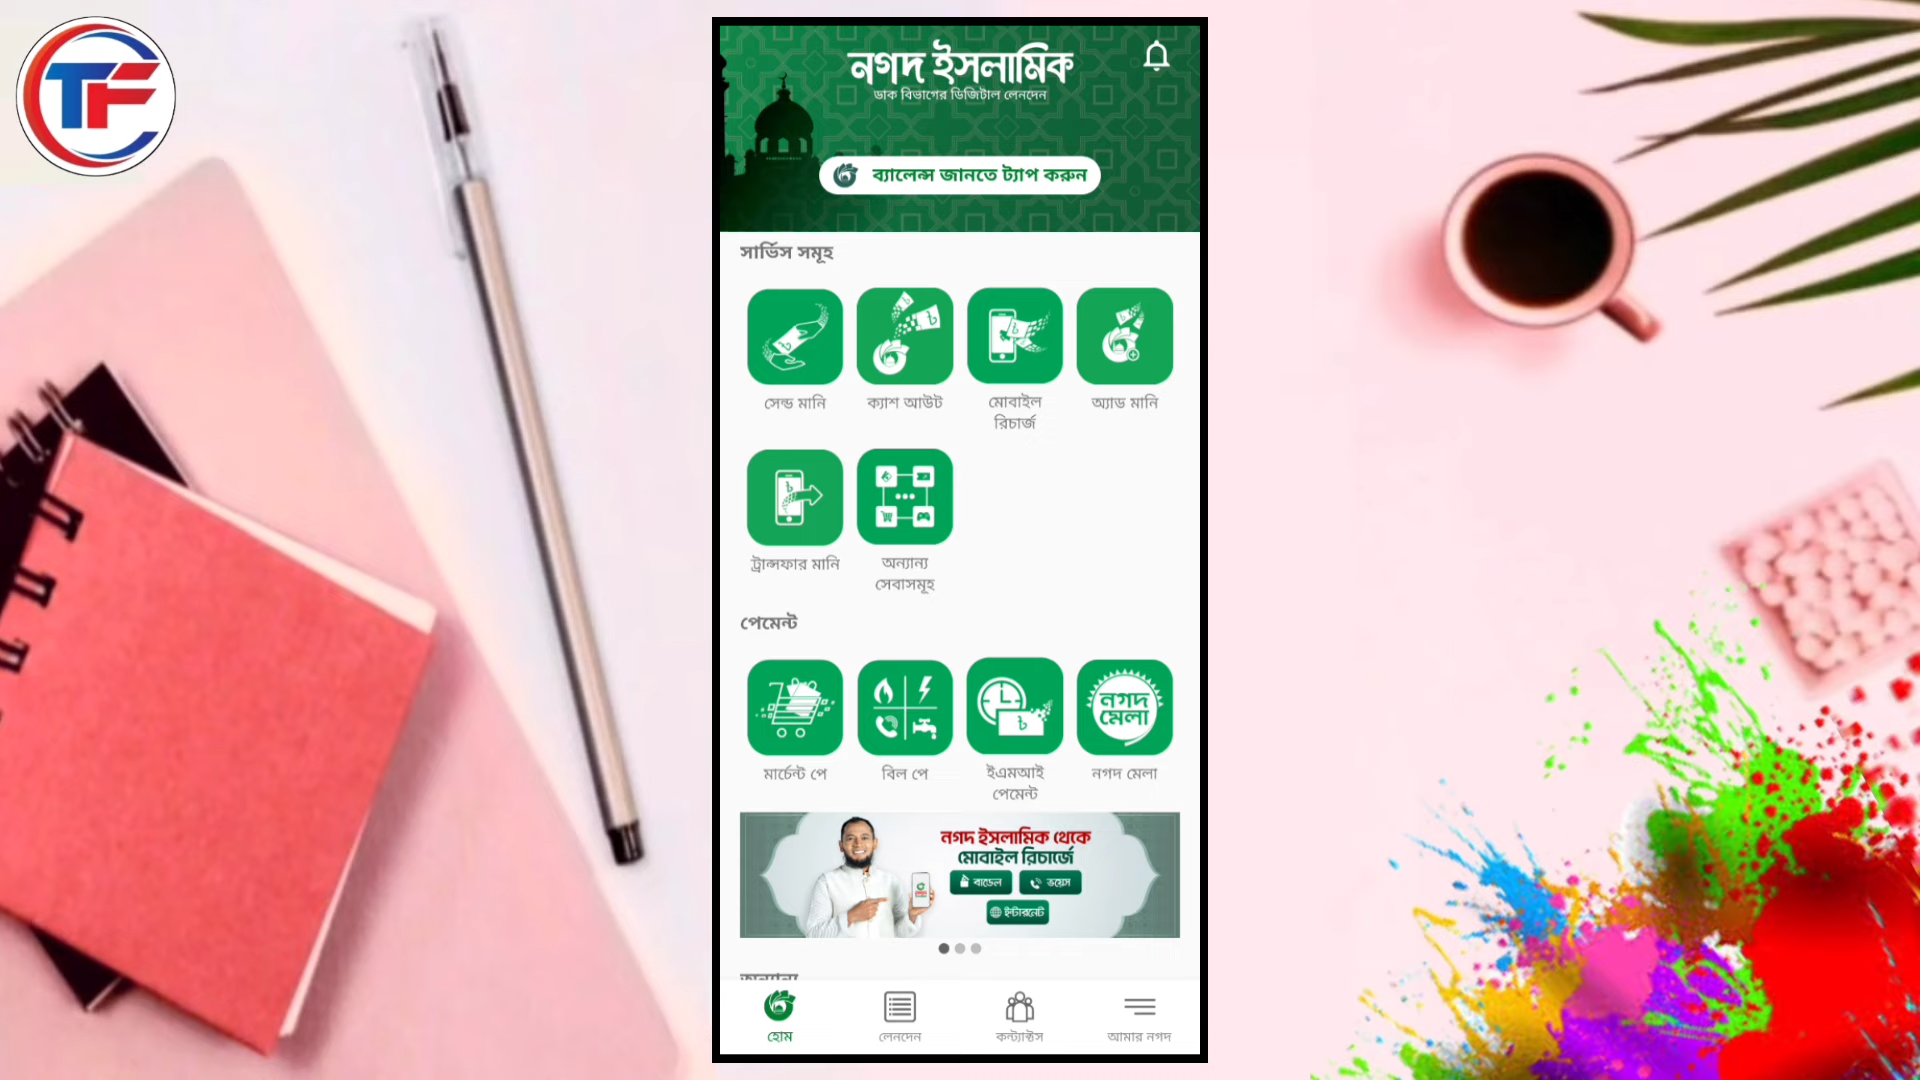 TF
নগদ ইসলামিক
ডাক বিভাগের ডিজিটাল লেনদেন
ব্যালেন্স জানতে ট্যাপ করুন
সার্ভিস সমূহ
সেন্ড মানি
ক্যাশ আউট
মোবাইল
রিচার্জ
অ্যাড মানি
ট্রান্সফার মানি
অন্যান্য
সেবাসমূহ
পেমেন্ট
নগদ
মেলা
মার্চেন্ট পে
বিল পে
ইএমআই
পেমেন্ট
নগদ মেলা
নগদ ইসলামিক থেকে
মোবাইল রিচার্জে
বান্ডেল
ভয়েস
ইন্টারনেট
অন্যান্য
হোম
লেনদেন
কন্ট্যাক্টস
আমার নগদ